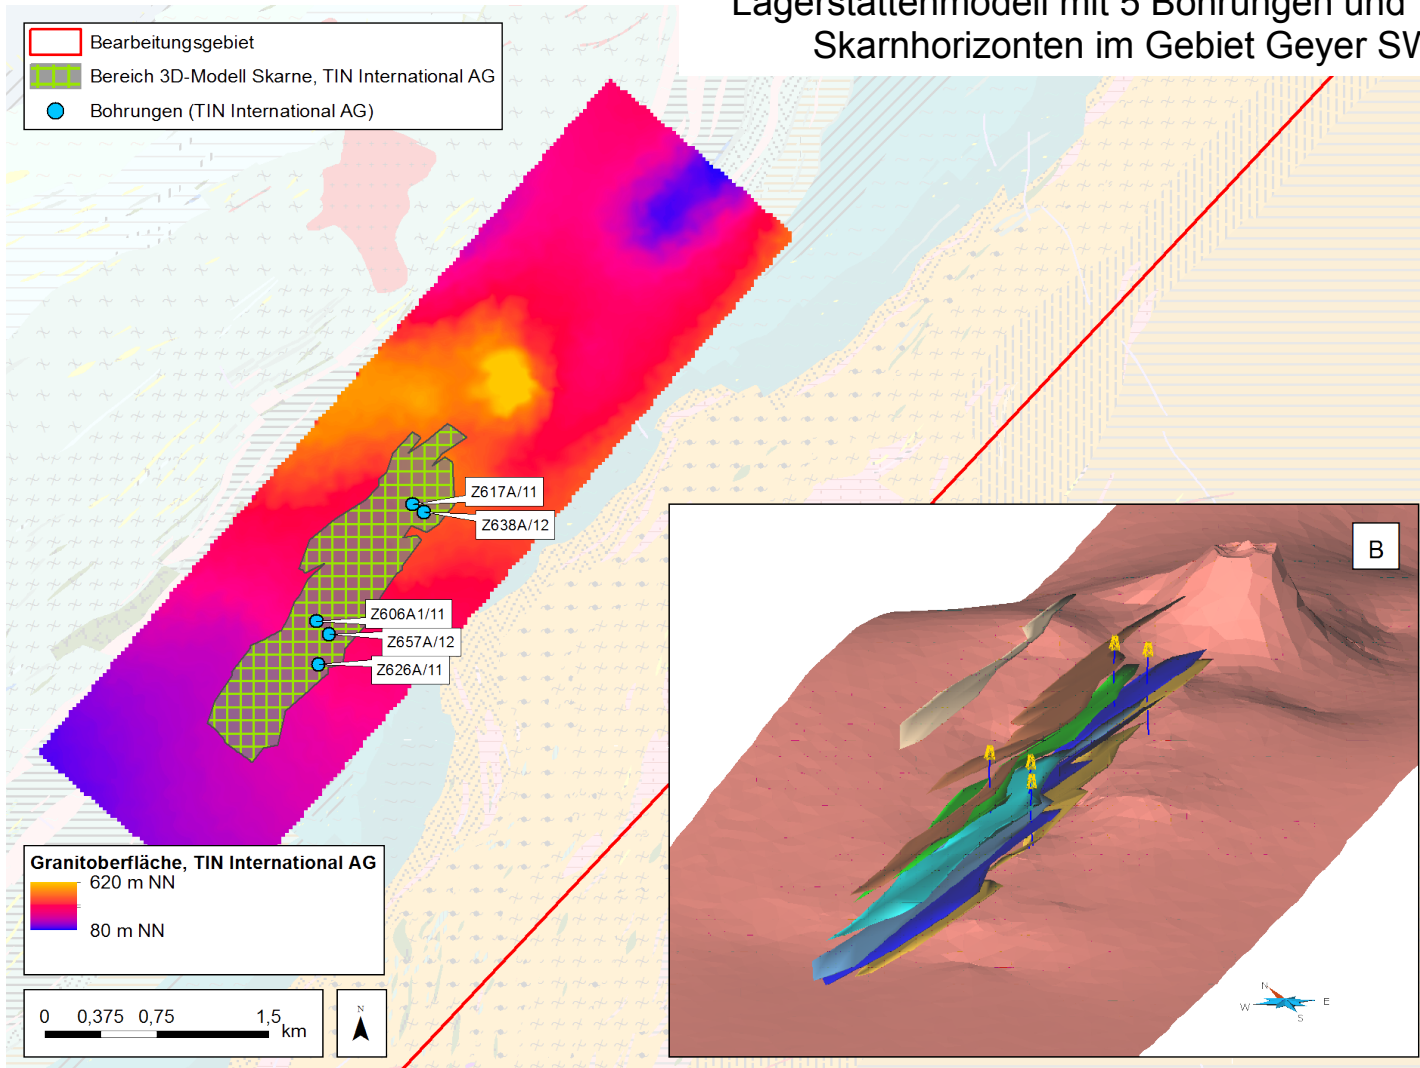 Lagerstättenmodell mit 5 Bohrungen und
Skarnhorizonten im Gebiet Geyer SW
Bearbeitungsgebiet
Bereich 3D-Modell Skarne, TIN International AG
Bohrungen (TIN International AG)
Z617A/11
Z638A/12
Z606A1/11
Z657A/12
Z626A/11
B
N
W E
S
Granitoberfläche, TIN International AG
620 m NN
80 m NN
0 0,375 0,75 1,5
km
N